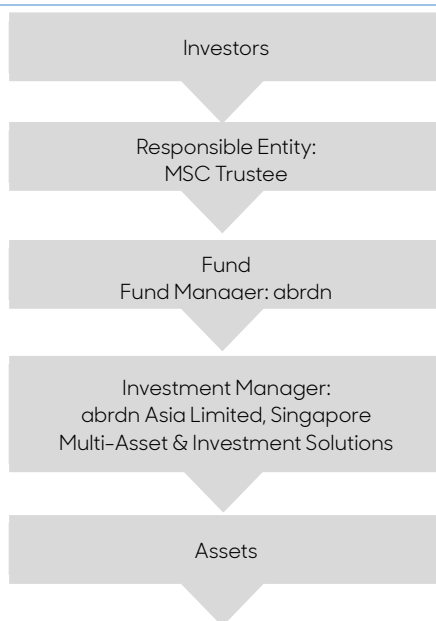 Investors
Responsible Entity:
MSC Trustee
Fund
Fund Manager: abrdn
Investment Manager:
abrdn Asia Limited, Singapore
Multi-Asset & Investment Solutions
Assets